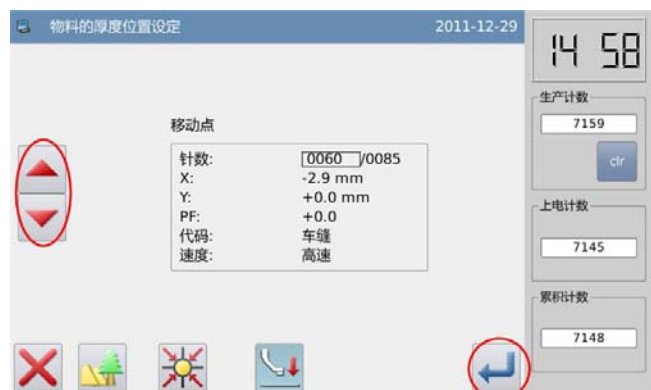 物料的厚度位置设定 2011-12-29
14 58
生产计数
7159
clr
移动点
针数: 0060 /0085
X: -2.9 mm
Y: +0.0 mm
PF: +0.0
代码: 车缝
速度: 高速
上电计数
7145
累积计数
7148